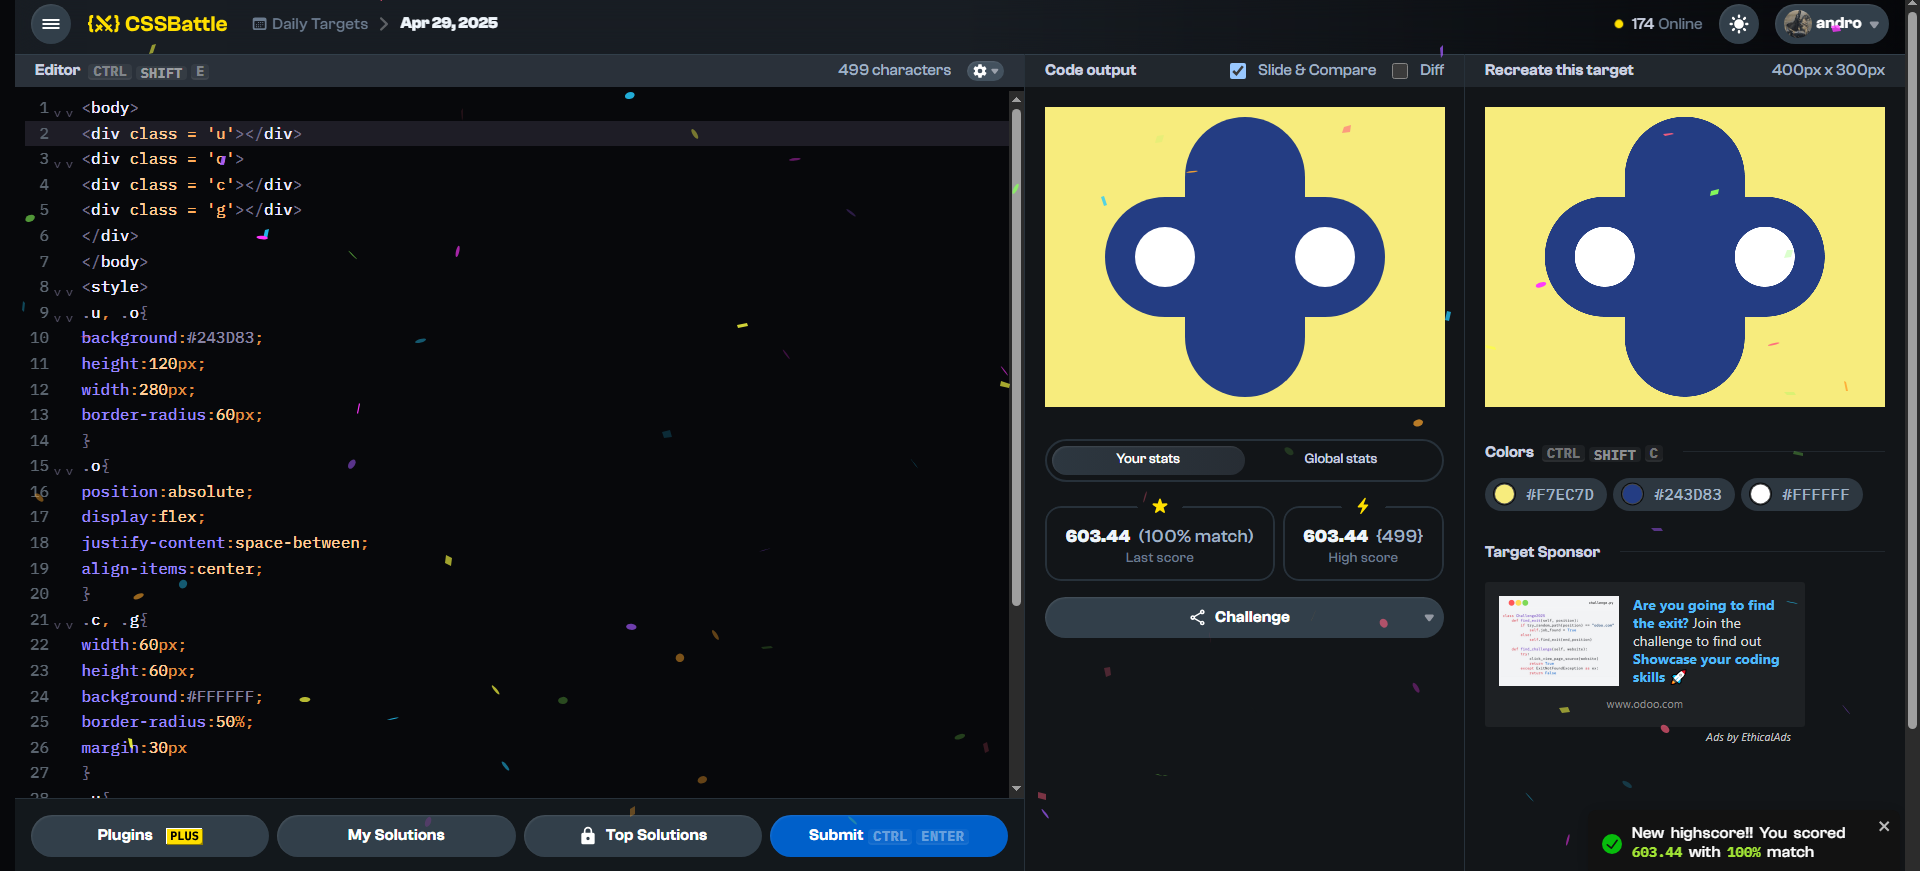 CSSBattle
Daily Targets
Apr 29, 2025
174 Online
andro
Editor CTRL SHIFT E
499 characters
1 <body>
2 <div class = 'u'></div>
3 <div class = 'o'>
4 <div class = 'c'></div>
5 <div class = 'g'></div>
6 </div>
7 </body>
8 <style>
9 .u, .o{
10 background:#243D83;
11 height:120px;
12 width:280px;
13 border-radius:60px;
14 }
15 .o{
16 position:absolute;
17 display:flex;
18 justify-content:space-between;
19 align-items:center;
20 }
21 .c, .g{
22 width:60px;
23 height:60px;
24 background:#FFFFFF;
25 border-radius:50%;
26 margin:30px
27 }
Plugins PLUS
My Solutions
Top Solutions
Submit CTRL ENTER
Code output
Slide & Compare
Diff
Your stats
Global stats
603.44 (100% match)
Last score
603.44 {499}
High score
Challenge
Recreate this target
400px x 300px
Colors CTRL SHIFT C
#F7EC7D
#243D83
#FFFFFF
Target Sponsor
Are you going to find
the exit? Join the
challenge to find out
Showcase your coding
skills 🚀
www.odoo.com
Ads by EthicalAds
New highscore!! You scored
603.44 with 100% match